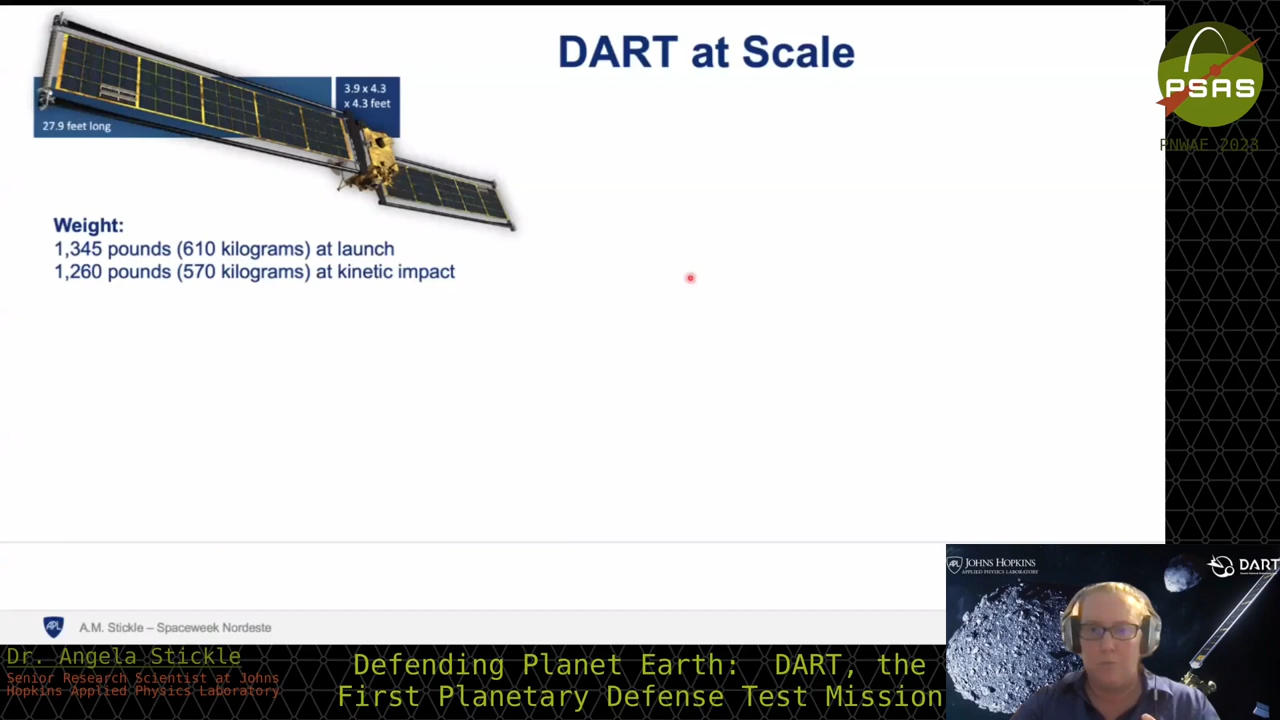 DART at Scale
3.9 x 4.3
x 4.3 feet
27.9 feet long
Weight:
1,345 pounds (610 kilograms) at launch
1,260 pounds (570 kilograms) at kinetic impact
PSAS
PNWAE 2023
APL
A.M. Stickle – Spaceweek Nordeste
APL
JOHNS HOPKINS
APPLIED PHYSICS LABORATORY
DART
Dr. Angela Stickle
Senior Research Scientist at Johns
Hopkins Applied Physics Laboratory
Defending Planet Earth: DART, the
First Planetary Defense Test Mission